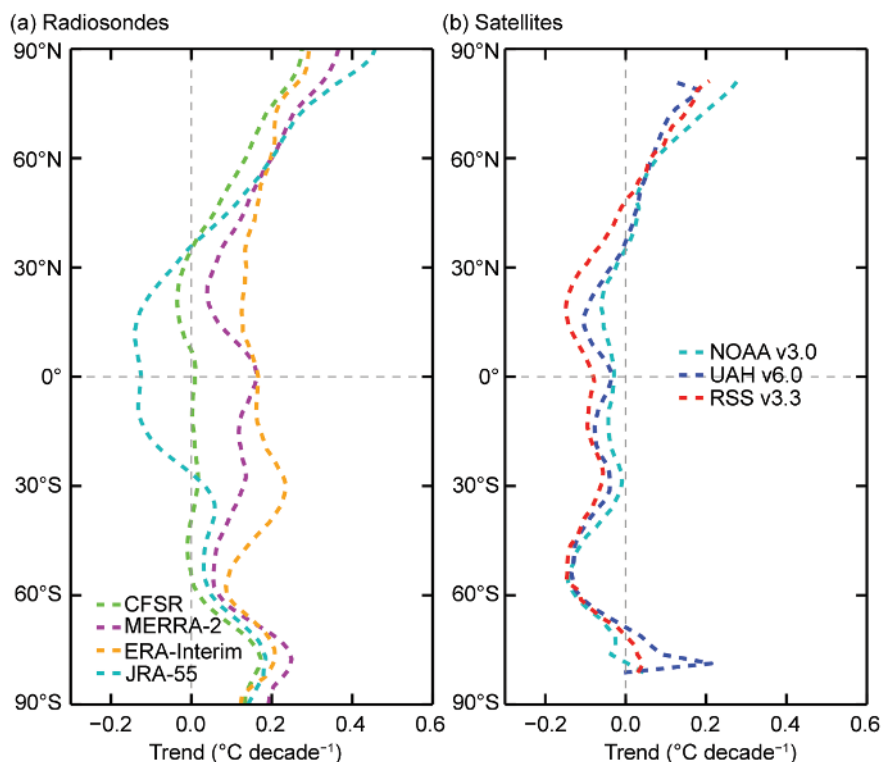 (a) Radiosondes
90°N
60°N
30°N
0°
30°S
60°S
90°S
CFSR
MERRA-2
ERA-Interim
JRA-55
−0.2 0.0 0.2 0.4 0.6
Trend (°C decade⁻¹)
(b) Satellites
90°N
60°N
30°N
0°
30°S
60°S
90°S
NOAA v3.0
UAH v6.0
RSS v3.3
−0.2 0.0 0.2 0.4 0.6
Trend (°C decade⁻¹)